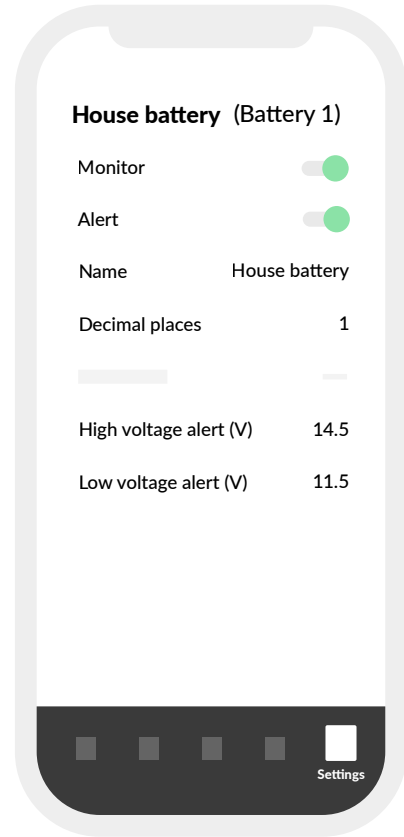 House battery (Battery 1)
Monitor
Alert
Name House battery
Decimal places 1
High voltage alert (V) 14.5
Low voltage alert (V) 11.5
Settings